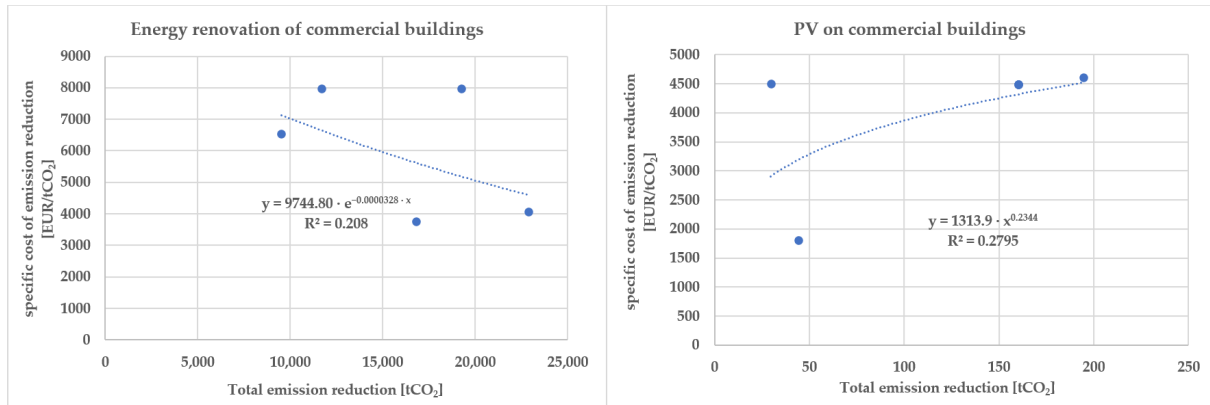 Energy renovation of commercial buildings
specific cost of emission reduction
[EUR/tCO₂]
9000
8000
7000
6000
5000
4000
3000
2000
1000
0
y = 9744.80 · e^−0.0000328 · x
R² = 0.208
0 5,000 10,000 15,000 20,000 25,000
Total emission reduction [tCO₂]
PV on commercial buildings
specific cost of emission reduction
[EUR/tCO₂]
5000
4500
4000
3500
3000
2500
2000
1500
1000
500
0
y = 1313.9 · x^0.2344
R² = 0.2795
0 50 100 150 200 250
Total emission reduction [tCO₂]